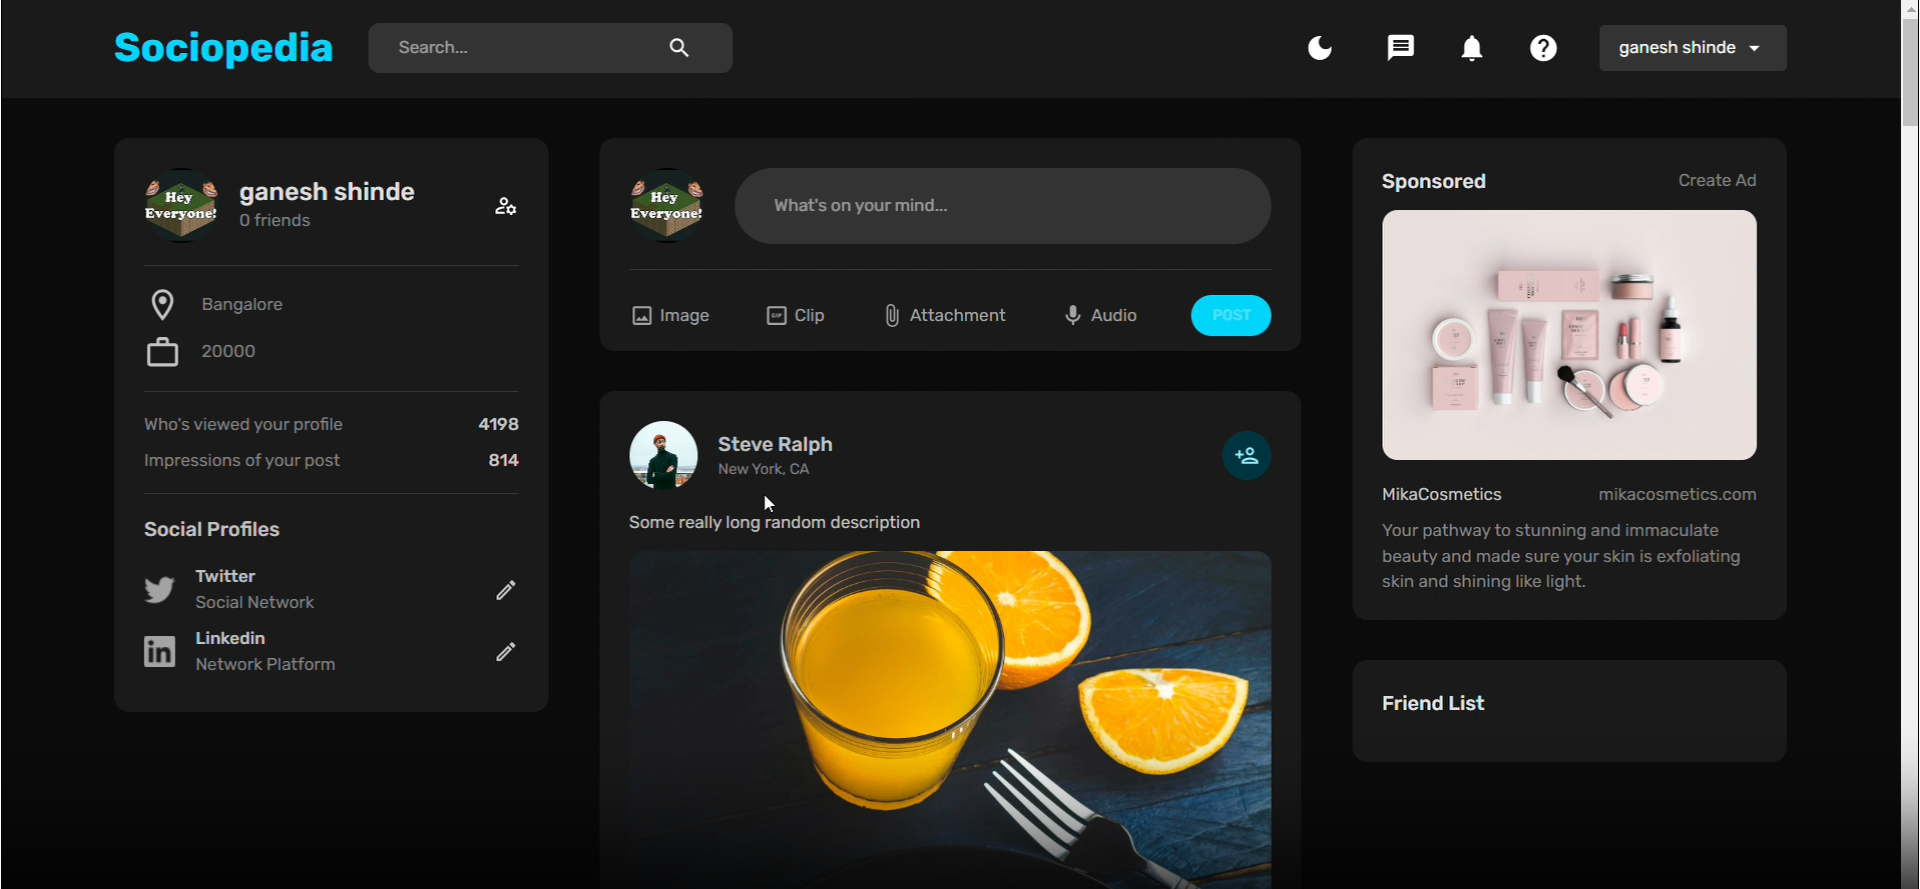 Sociopedia
Search...
ganesh shinde
Hey
Everyone!
ganesh shinde
0 friends
Bangalore
20000
Who's viewed your profile 4198
Impressions of your post 814
Social Profiles
Twitter
Social Network
Linkedin
Network Platform
Hey
Everyone!
What's on your mind...
Image
GIF Clip
Attachment
Audio
POST
Steve Ralph
New York, CA
Some really long random description
Sponsored Create Ad
MikaCosmetics mikacosmetics.com
Your pathway to stunning and immaculate
beauty and made sure your skin is exfoliating
skin and shining like light.
Friend List